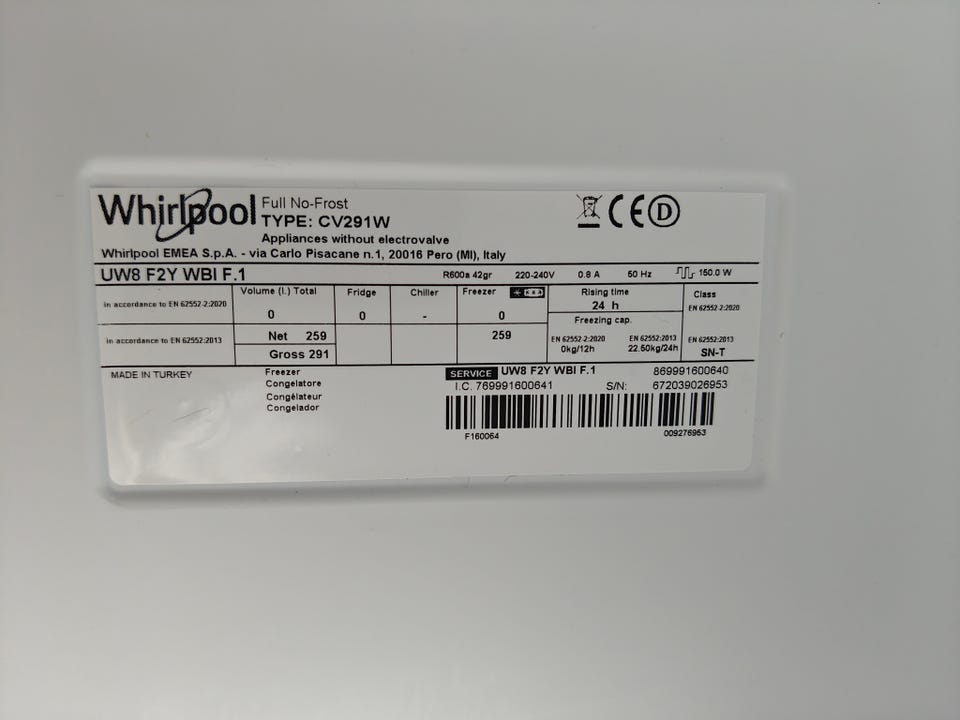 Whirlpool Full No-Frost
TYPE: CV291W
Appliances without electrovalve
Whirlpool EMEA S.p.A. - via Carlo Pisacane n.1, 20016 Pero (MI), Italy
D
UW8 F2Y WBI F.1 R600a 42gr 220-240V 0.8 A 50 Hz 150.0 W
in accordance to EN 62552-2:2020 Volume (l.) Total 0 Fridge 0 Chiller - Freezer 0
Rising time
24 h
Freezing cap.
Class
EN 62552-2:2020
in accordance to EN 62552:2013 Net 259 259
Gross 291
EN 62552-2:2020 EN 62552:2013
0kg/12h 22.50kg/24h
EN 62552:2013
SN-T
MADE IN TURKEY
Freezer
Congelatore
Congélateur
Congelador
SERVICE UW8 F2Y WBI F.1 869991600640
I.C. 769991600641 S/N: 672039026953
F160064 009276953